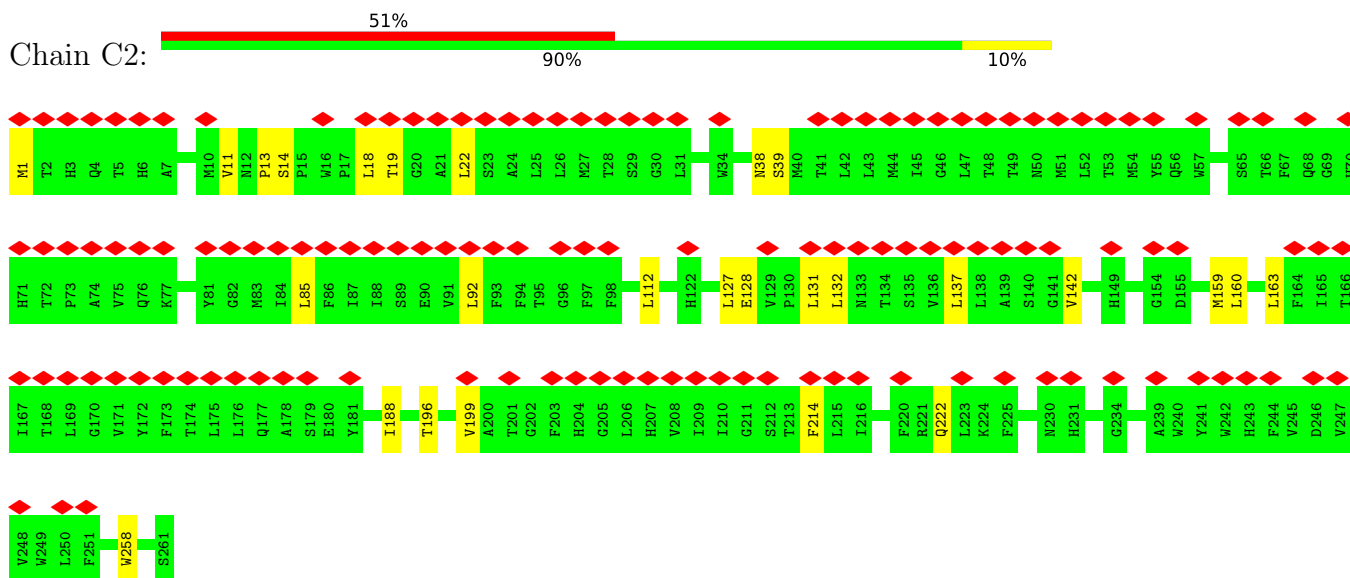 51%
Chain C2:
90% 10%
M1 T2 H3 Q4 T5 H6 A7 M10 V11 N12 P13 S14 P15 W16 P17 L18 T19 G20 A21 L22 S23 A24 L25 L26 M27 T28 S29 G30 L31 W34 N38 S39 M40 T41 L42 L43 M44 I45 G46 L47 T48 T49 N50 M51 L52 T53 M54 Y55 Q56 W57 S65 T66 F67 Q68 G69 H70
H71 T72 P73 A74 V75 Q76 K77 Y81 G82 M83 I84 L85 F86 I87 I88 S89 E90 V91 L92 F93 F94 T95 G96 F97 F98 L112 H122 L127 E128 V129 P130 L131 L132 N133 T134 S135 V136 L137 L138 A139 S140 G141 V142 H149 G154 D155 M159 L160 L163 F164 I165 T166
I167 T168 L169 G170 V171 Y172 F173 T174 L175 L176 Q177 A178 S179 E180 Y181 I188 T196 V199 A200 T201 G202 F203 H204 G205 L206 H207 V208 I209 I210 G211 S212 T213 F214 L215 I216 F220 R221 Q222 L223 K224 F225 N230 H231 G234 A239 W240 Y241 W242 H243 F244 V245 D246 V247
V248 W249 L250 F251 W258 S261